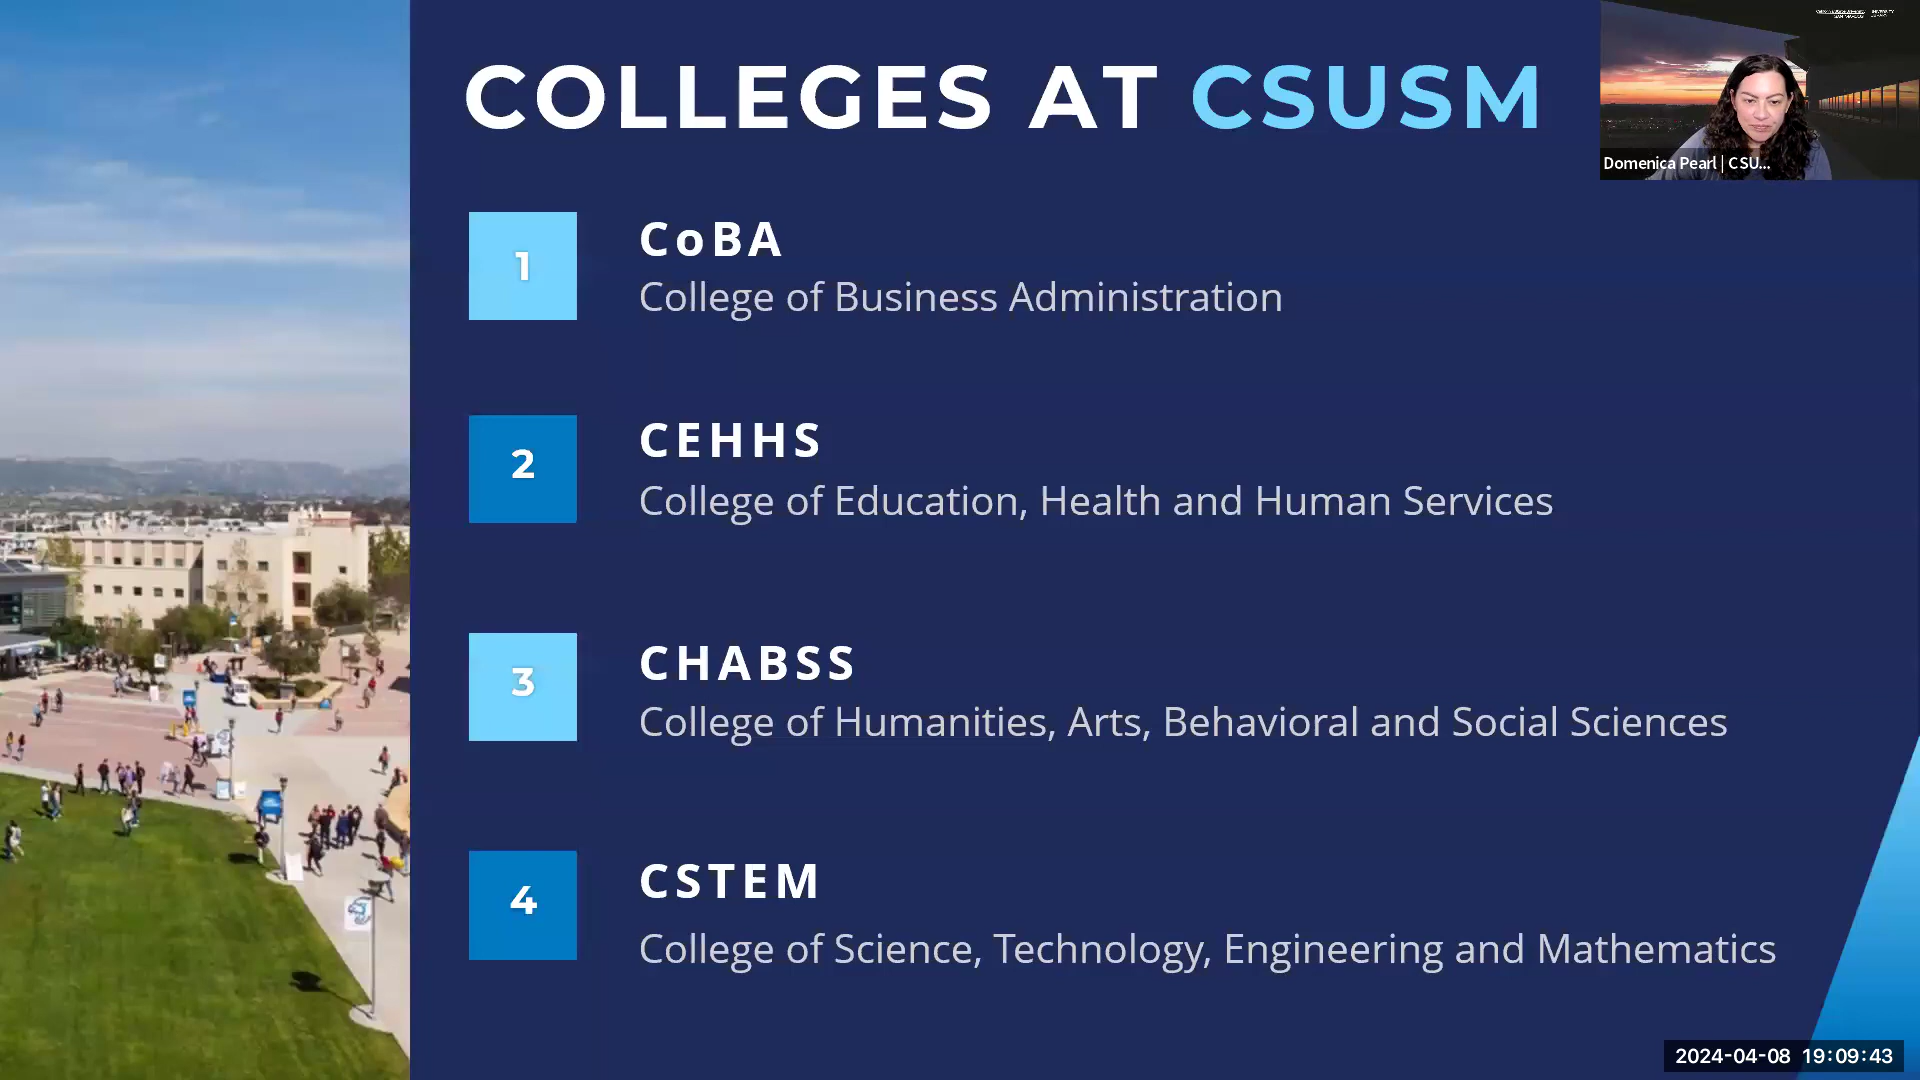 COLLEGES AT CSUSM
Domenica Pearl | CSU...
1
CoBA
College of Business Administration
2
CEHHS
College of Education, Health and Human Services
3
CHABSS
College of Humanities, Arts, Behavioral and Social Sciences
4
CSTEM
College of Science, Technology, Engineering and Mathematics
2024-04-08 19:09:43